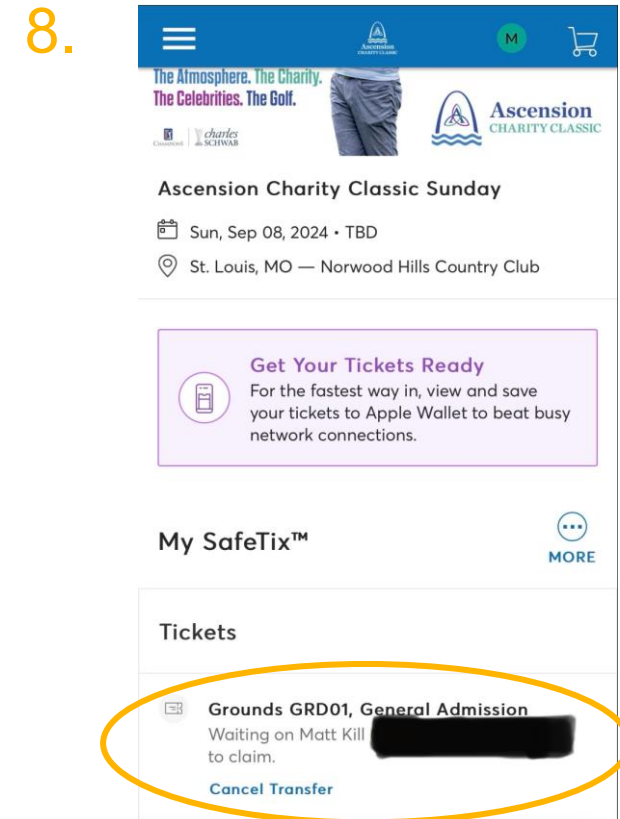 8.
Ascension
CHARITY CLASSIC
M
The Atmosphere. The Charity.
The Celebrities. The Golf.
Ascension
CHARITY CLASSIC
CHAMPIONS
charles
SCHWAB
Ascension Charity Classic Sunday
Sun, Sep 08, 2024 • TBD
St. Louis, MO — Norwood Hills Country Club
Get Your Tickets Ready
For the fastest way in, view and save
your tickets to Apple Wallet to beat busy
network connections.
My SafeTix™
MORE
Tickets
Grounds GRD01, General Admission
Waiting on Matt Kill
to claim.
Cancel Transfer